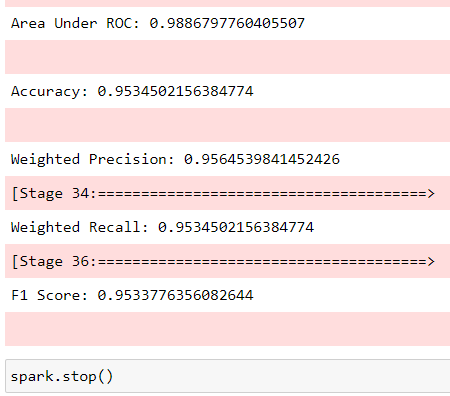 Area Under ROC: 0.9886797760405507
Accuracy: 0.9534502156384774
Weighted Precision: 0.9564539841452426
[Stage 34:======================================>
Weighted Recall: 0.9534502156384774
[Stage 36:======================================>
F1 Score: 0.9533776356082644
spark.stop()